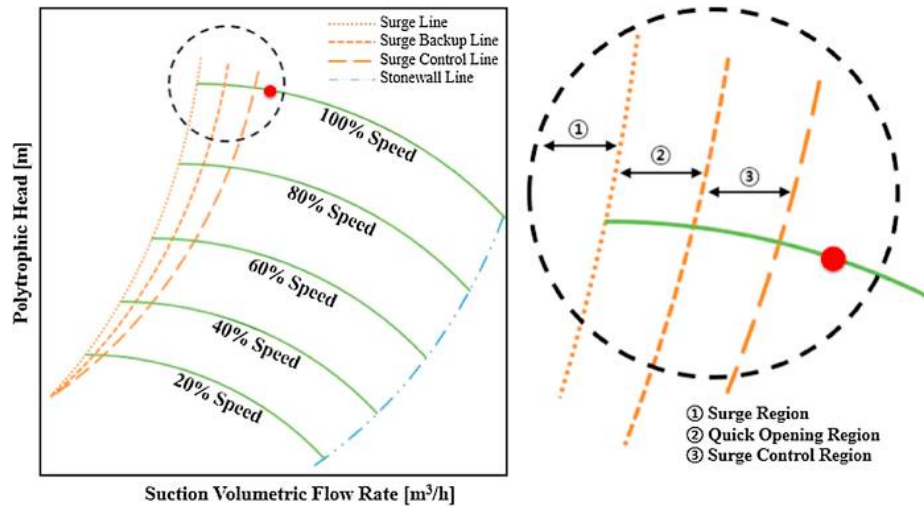 Surge Line
Surge Backup Line
Surge Control Line
Stonewall Line
100% Speed
80% Speed
60% Speed
40% Speed
20% Speed
Polytrophic Head [m]
Suction Volumetric Flow Rate [m³/h]
①
②
③
① Surge Region
② Quick Opening Region
③ Surge Control Region